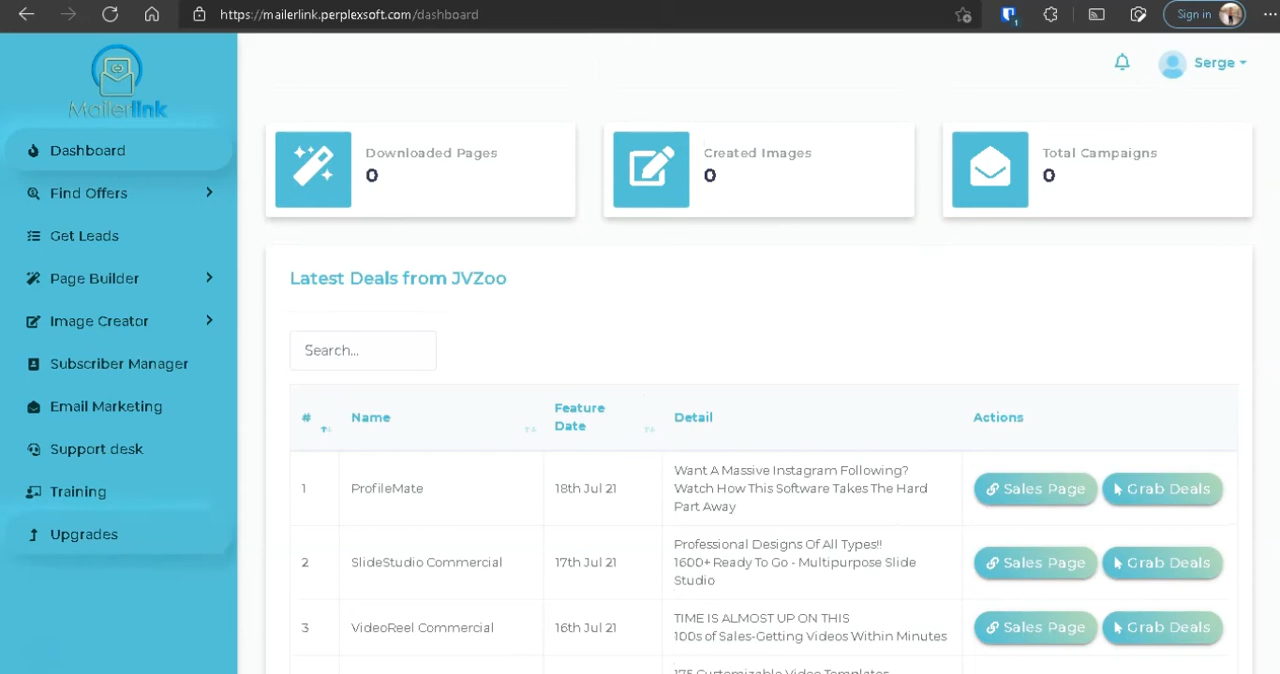 https://mailerlink.perplexsoft.com/dashboard
1
Sign in
Mailerlink
Serge
Dashboard
Find Offers
Get Leads
Page Builder
Image Creator
Subscriber Manager
Email Marketing
Support desk
Training
Upgrades
Downloaded Pages
0
Created Images
0
Total Campaigns
0
Latest Deals from JVZoo
Search...
# Name Feature Date Detail Actions
1 ProfileMate 18th Jul 21 Want A Massive Instagram Following?
Watch How This Software Takes The Hard
Part Away
Sales Page Grab Deals
2 SlideStudio Commercial 17th Jul 21 Professional Designs Of All Types!!
1600+ Ready To Go - Multipurpose Slide
Studio
Sales Page Grab Deals
3 VideoReel Commercial 16th Jul 21 TIME IS ALMOST UP ON THIS
100s of Sales-Getting Videos Within Minutes
Sales Page Grab Deals
175 Customizable Video Templates